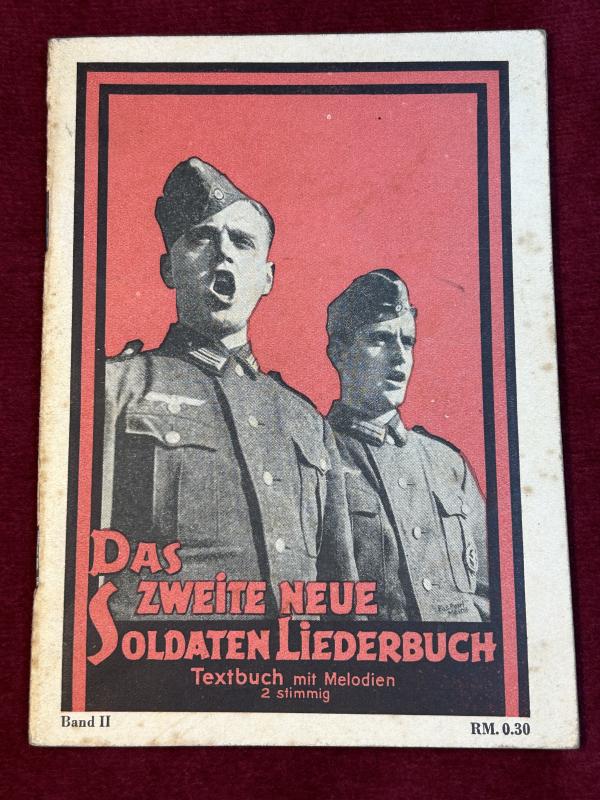 DAS
ZWEITE NEUE
SOLDATEN LIEDERBUCH
Textbuch mit Melodien
2 stimmig
Band II
RM. 0.30